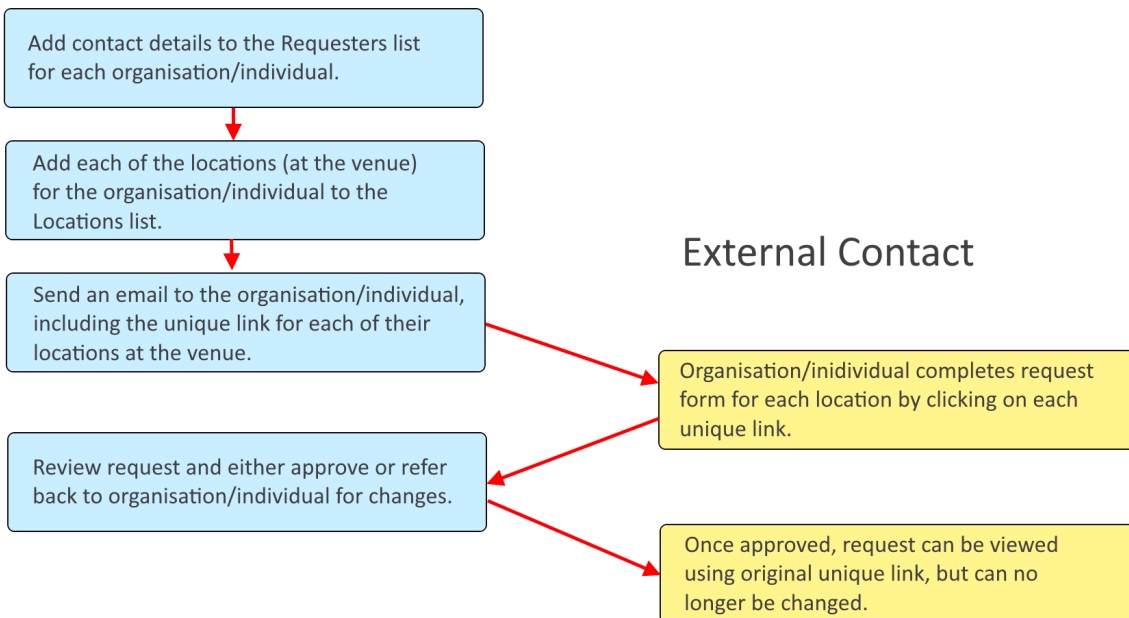 Add contact details to the Requesters list
for each organisation/individual.
Add each of the locations (at the venue)
for the organisation/individual to the
Locations list.
External Contact
Send an email to the organisation/individual,
including the unique link for each of their
locations at the venue.
Organisation/inidividual completes request
form for each location by clicking on each
unique link.
Review request and either approve or refer
back to organisation/individual for changes.
Once approved, request can be viewed
using original unique link, but can no
longer be changed.